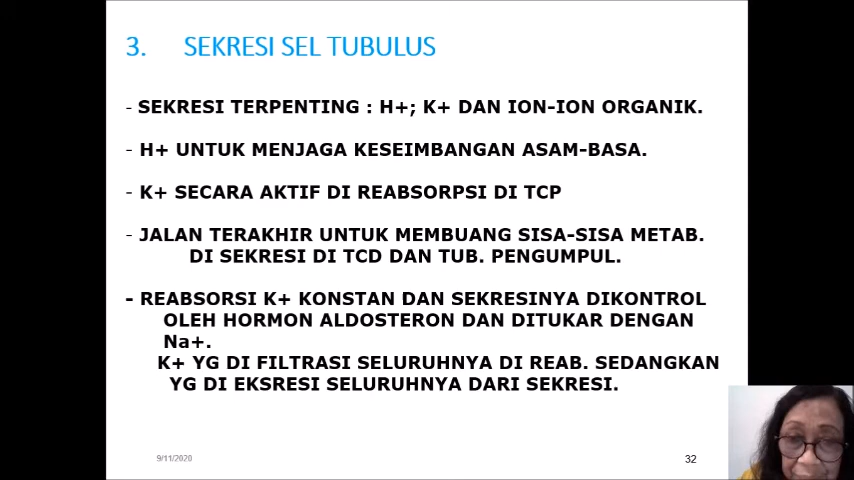 3. SEKRESI SEL TUBULUS
- SEKRESI TERPENTING : H+; K+ DAN ION-ION ORGANIK.
- H+ UNTUK MENJAGA KESEIMBANGAN ASAM-BASA.
- K+ SECARA AKTIF DI REABSORPSI DI TCP
- JALAN TERAKHIR UNTUK MEMBUANG SISA-SISA METAB.
DI SEKRESI DI TCD DAN TUB. PENGUMPUL.
- REABSORSI K+ KONSTAN DAN SEKRESINYA DIKONTROL
OLEH HORMON ALDOSTERON DAN DITUKAR DENGAN
Na+.
K+ YG DI FILTRASI SELURUHNYA DI REAB. SEDANGKAN
YG DI EKSRESI SELURUHNYA DARI SEKRESI.
9/11/2020
32